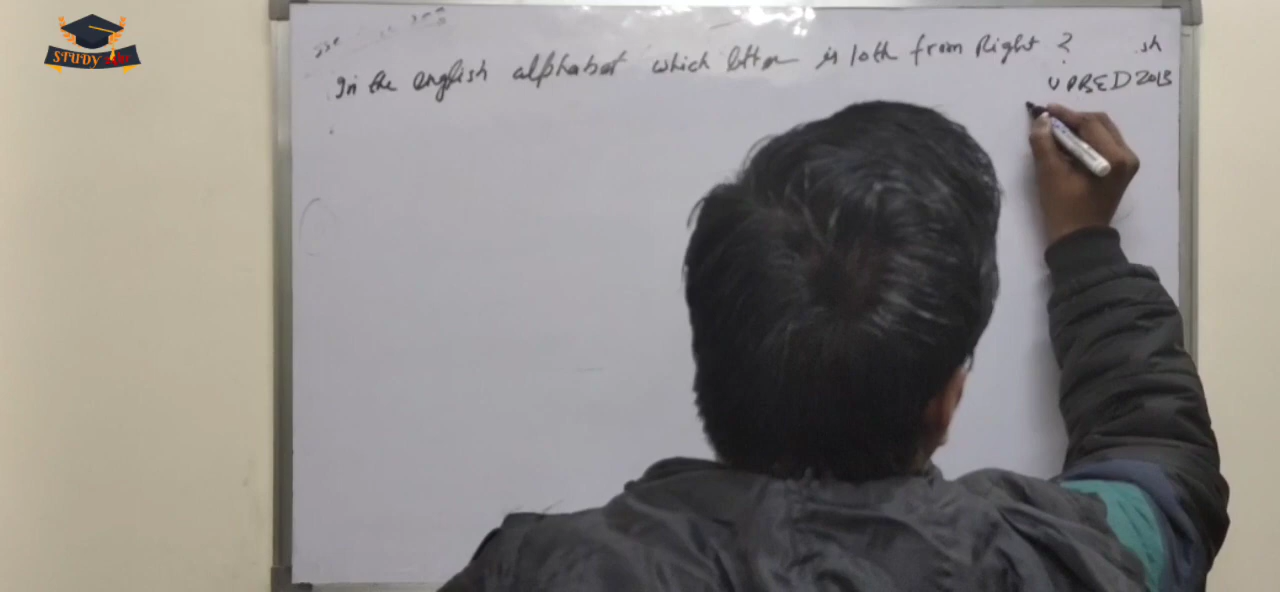 STUDY
In the english alphabet which letter is 10th from Right ?
UPBED 2013